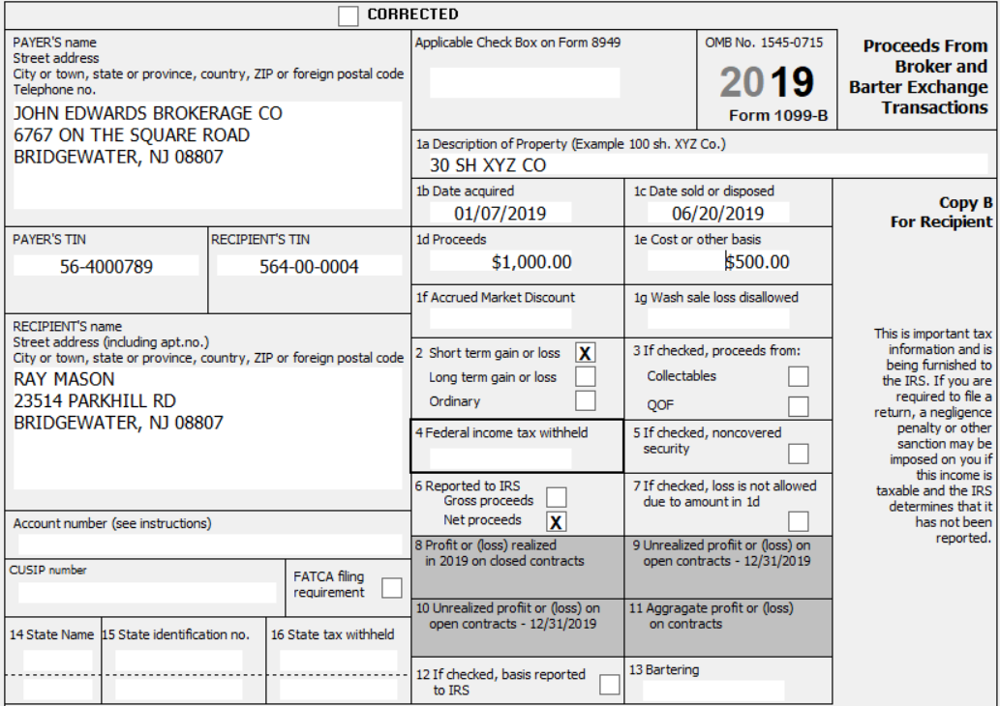 CORRECTED
PAYER'S name
Street address
City or town, state or province, country, ZIP or foreign postal code
Telephone no.
JOHN EDWARDS BROKERAGE CO
6767 ON THE SQUARE ROAD
BRIDGEWATER, NJ 08807
Applicable Check Box on Form 8949
OMB No. 1545-0715
2019
Form 1099-B
Proceeds From
Broker and
Barter Exchange
Transactions
1a Description of Property (Example 100 sh. XYZ Co.)
30 SH XYZ CO
1b Date acquired
01/07/2019
1c Date sold or disposed
06/20/2019
Copy B
For Recipient
PAYER'S TIN
56-4000789
RECIPIENT'S TIN
564-00-0004
1d Proceeds
$1,000.00
1e Cost or other basis
$500.00
1f Accrued Market Discount
1g Wash sale loss disallowed
RECIPIENT'S name
Street address (including apt.no.)
City or town, state or province, country, ZIP or foreign postal code
RAY MASON
23514 PARKHILL RD
BRIDGEWATER, NJ 08807
2 Short term gain or loss X
Long term gain or loss
Ordinary
3 If checked, proceeds from:
Collectables
QOF
This is important tax
information and is
being furnished to
the IRS. If you are
required to file a
return, a negligence
penalty or other
sanction may be
imposed on you if
this income is
taxable and the IRS
determines that it
has not been
reported.
4 Federal income tax withheld
5 If checked, noncovered
security
6 Reported to IRS
Gross proceeds
Net proceeds X
7 If checked, loss is not allowed
due to amount in 1d
Account number (see instructions)
8 Profit or (loss) realized
in 2019 on closed contracts
9 Unrealized profiit or (loss) on
open contracts - 12/31/2019
CUSIP number
FATCA filing
requirement
10 Unrealized profiit or (loss) on
open contracts - 12/31/2019
11 Aggragate profit or (loss)
on contracts
14 State Name
15 State identification no.
16 State tax withheld
12 If checked, basis reported
to IRS
13 Bartering